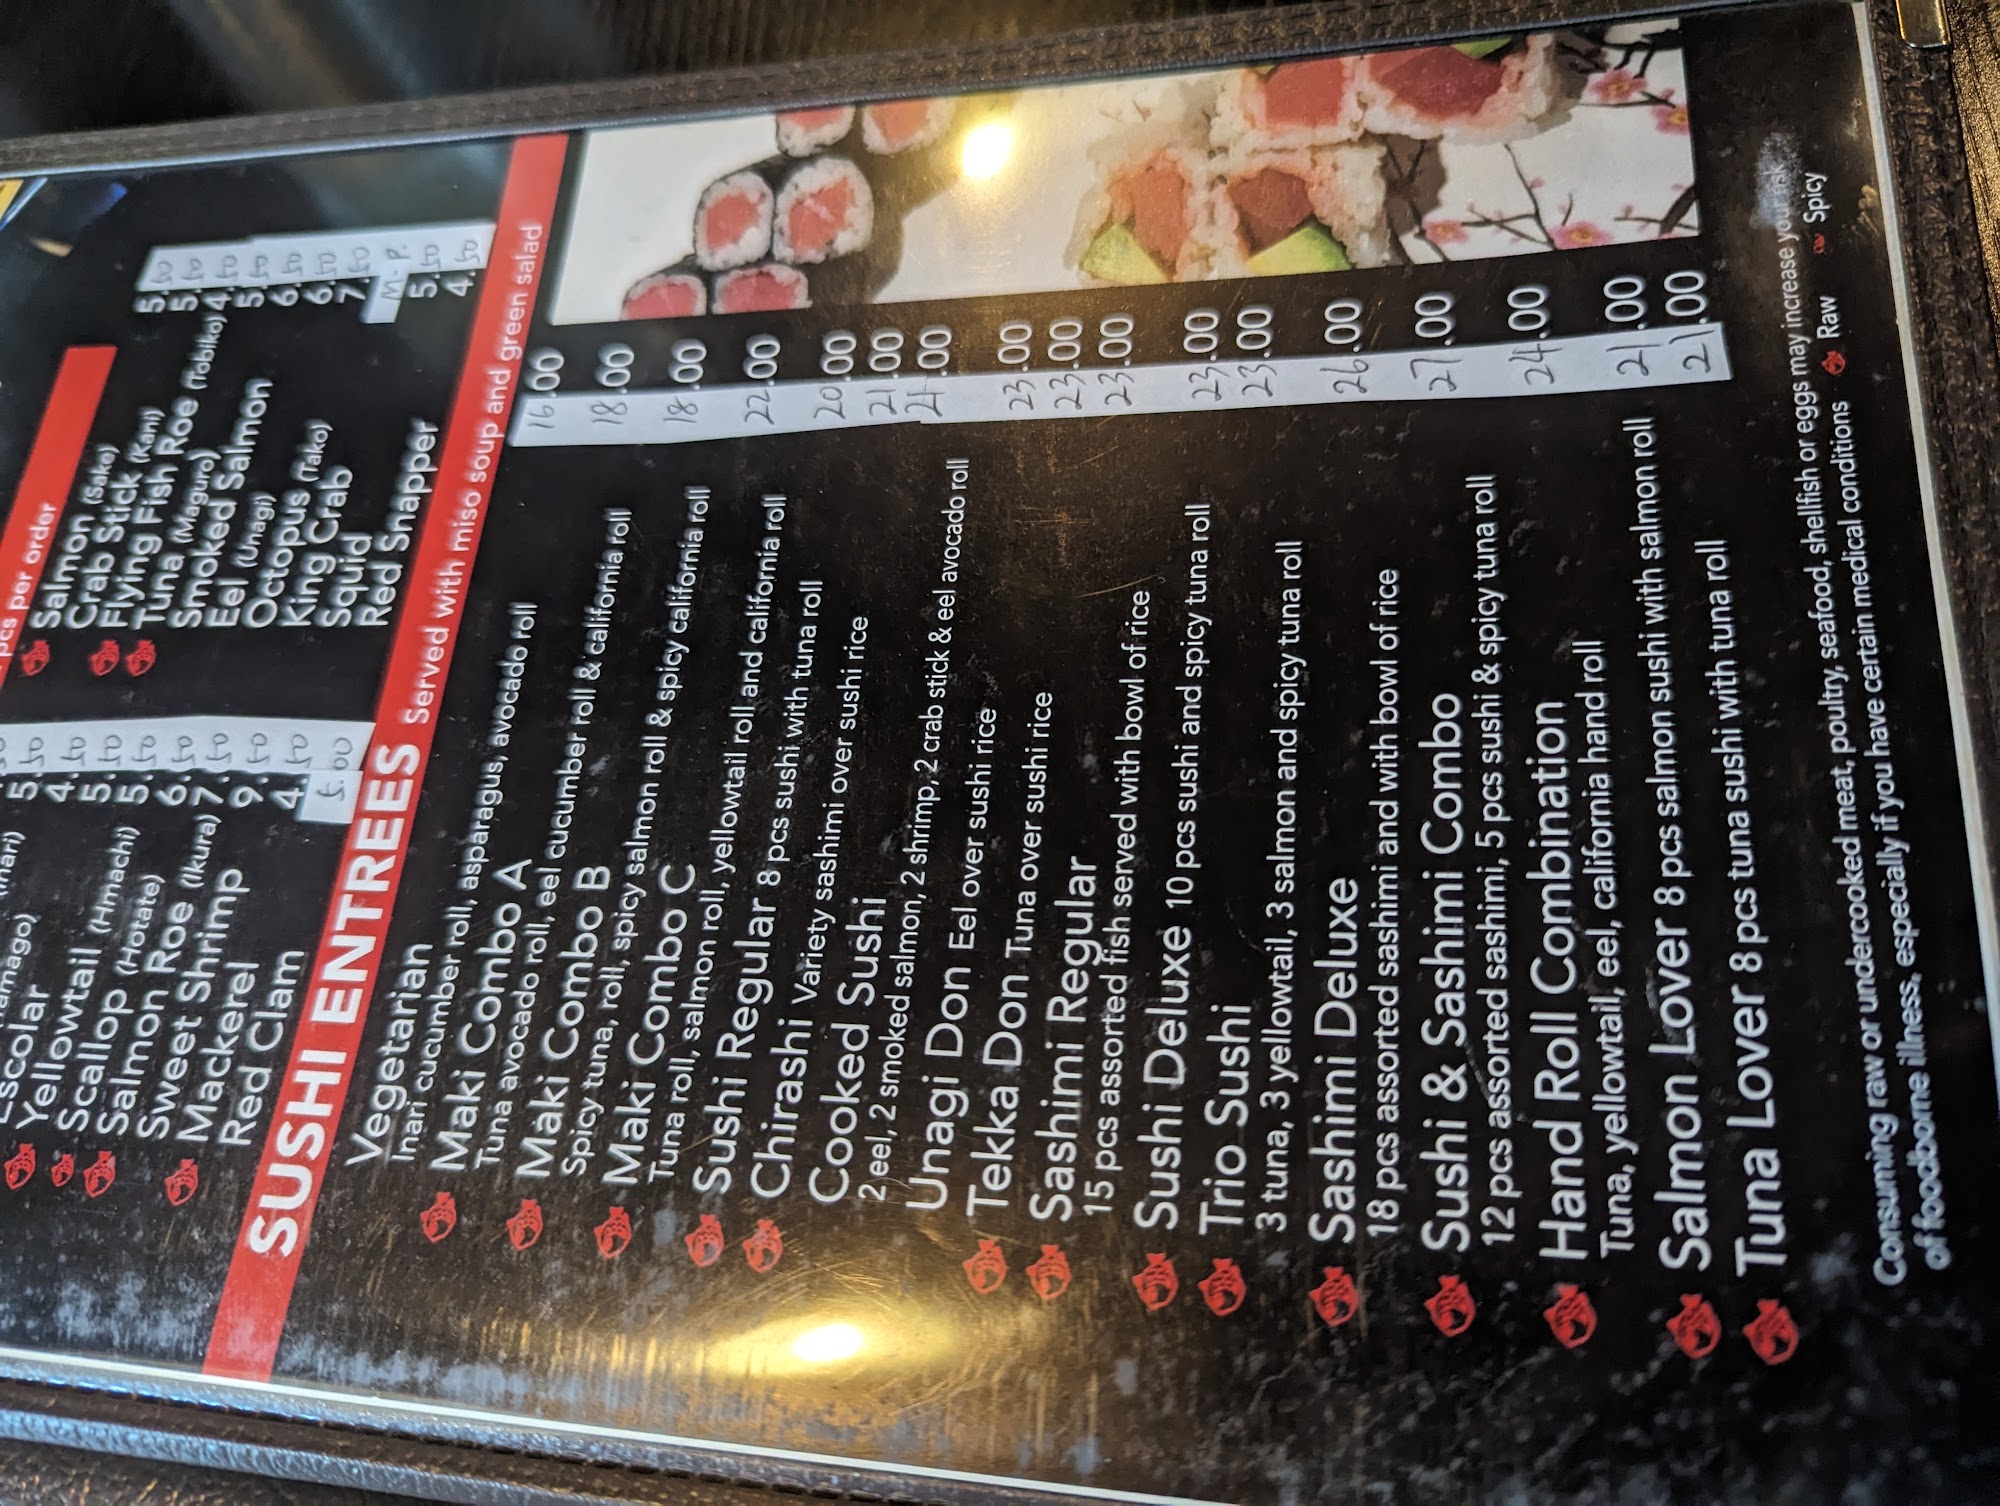 pcs per order
5.50
(Tamago) 4.50
Escolar 5.50
Yellowtail (Hmachi) 5.50
Scallop (Hotate) 6.50
Salmon Roe (Ikura) 7.50
Sweet Shrimp 9.50
Mackerel 4.50
Red Clam 5.00
Salmon (Sake) 5.50
Crab Stick (Kani) 5.50
Flying Fish Roe (Tobiko) 4.50
Tuna (Maguro) 5.50
Smoked Salmon 6.50
Eel (Unagi) 6.50
Octopus (Tako) 7.50
King Crab M.P.
Squid 5.50
Red Snapper 4.50
SUSHI ENTREES Served with miso soup and green salad
Vegetarian 16.00
Inari cucumber roll, asparagus, avocado roll
Maki Combo A 18.00
Tuna avocado roll, eel cucumber roll & california roll
Maki Combo B 18.00
Spicy tuna, roll, spicy salmon roll & spicy california roll
Maki Combo C 22.00
Tuna roll, salmon roll, yellowtail roll and california roll
Sushi Regular 8 pcs sushi with tuna roll 20.00
Chirashi Variety sashimi over sushi rice 21.00
Cooked Sushi 21.00
2 eel, 2 smoked salmon, 2 shrimp, 2 crab stick & eel avocado roll
Unagi Don Eel over sushi rice 23.00
Tekka Don Tuna over sushi rice 23.00
Sashimi Regular 23.00
15 pcs assorted fish served with bowl of rice
Sushi Deluxe 10 pcs sushi and spicy tuna roll 23.00
Trio Sushi 23.00
3 tuna, 3 yellowtail, 3 salmon and spicy tuna roll
Sashimi Deluxe 26.00
18 pcs assorted sashimi and with bowl of rice
Sushi & Sashimi Combo 27.00
12 pcs assorted sashimi, 5 pcs sushi & spicy tuna roll
Hand Roll Combination 24.00
Tuna, yellowtail, eel, california hand roll
Salmon Lover 8 pcs salmon sushi with salmon roll 21.00
Tuna Lover 8 pcs tuna sushi with tuna roll 21.00
Consuming raw or undercooked meat, poultry, seafood, shellfish or eggs may increase your risk
of foodborne illness, especially if you have certain medical conditions Raw Spicy